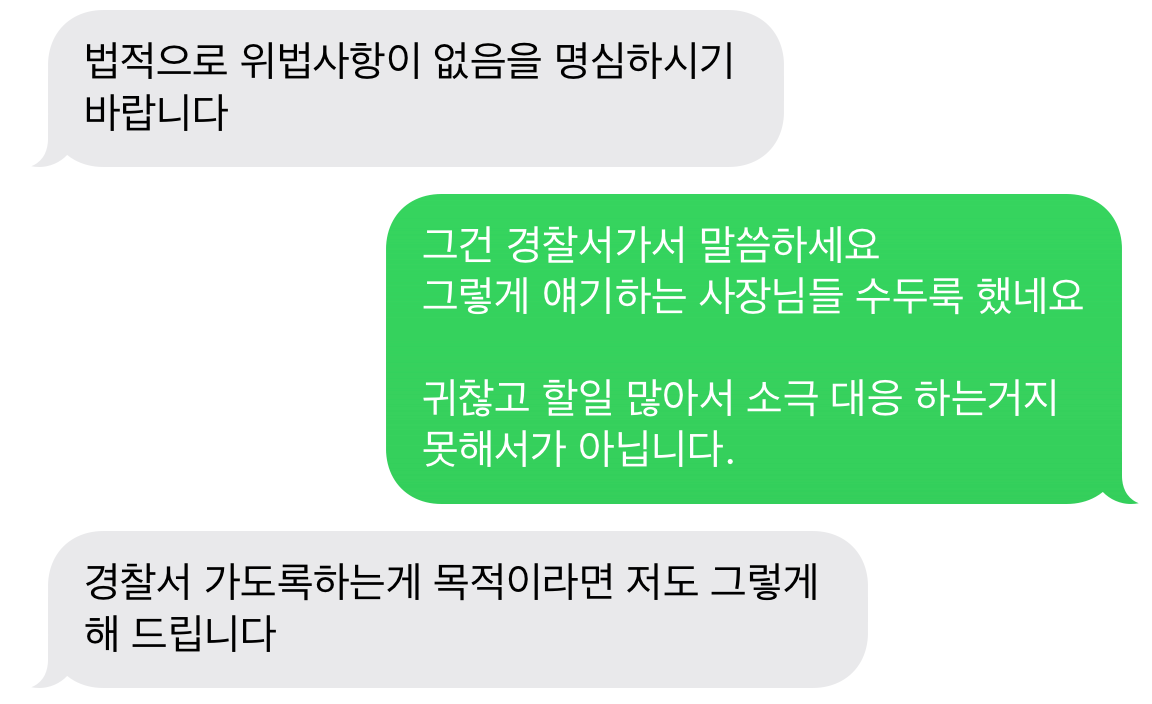 법적으로 위법사항이 없음을 명심하시기
바랍니다
그건 경찰서가서 말씀하세요
그렇게 얘기하는 사장님들 수두룩 했네요
귀찮고 할일 많아서 소극 대응 하는거지
못해서가 아닙니다.
경찰서 가도록하는게 목적이라면 저도 그렇게
해 드립니다